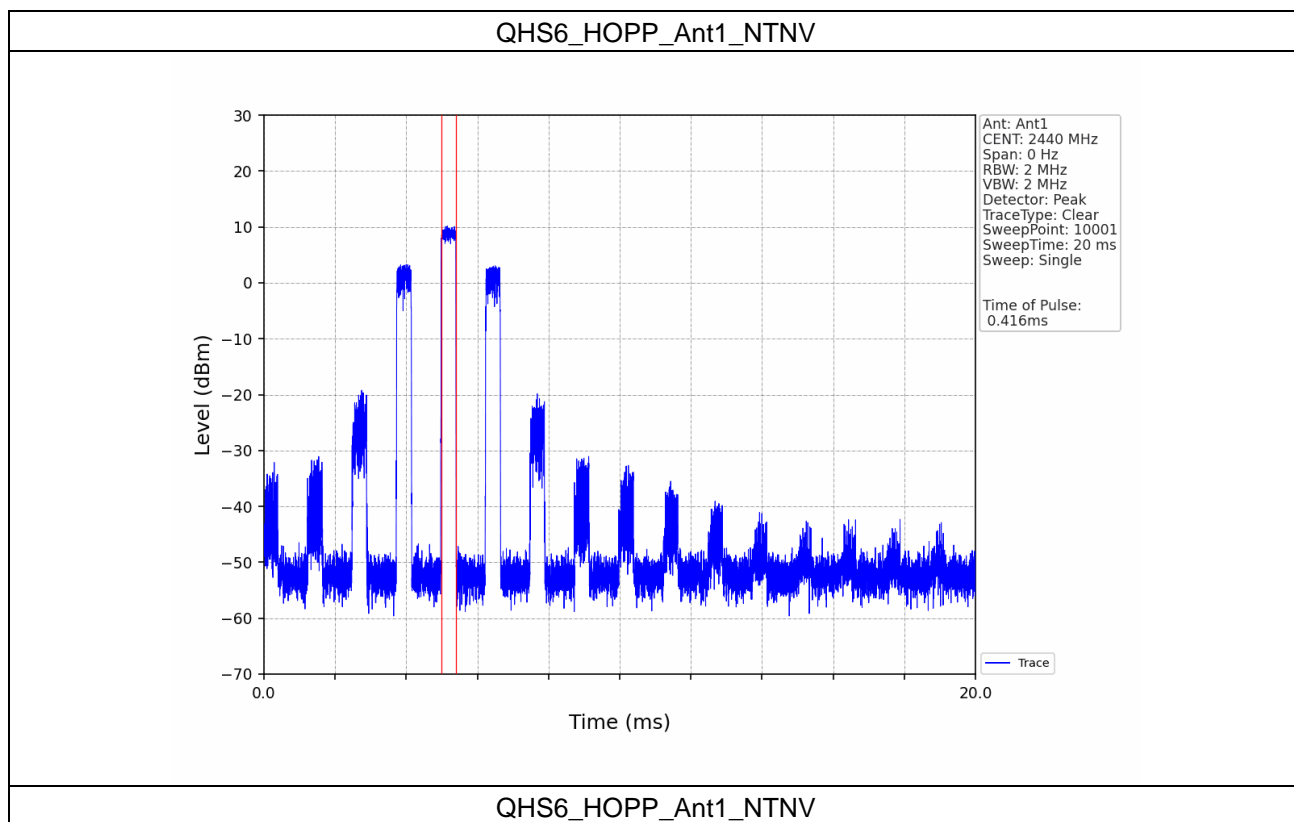 QHS6_HOPP_Ant1_NTNV
30
20
10
0
−10
−20
−30
−40
−50
−60
−70
Level (dBm)
0.0
20.0
Time (ms)
Ant: Ant1
CENT: 2440 MHz
Span: 0 Hz
RBW: 2 MHz
VBW: 2 MHz
Detector: Peak
TraceType: Clear
SweepPoint: 10001
SweepTime: 20 ms
Sweep: Single
Time of Pulse:
0.416ms
Trace
QHS6_HOPP_Ant1_NTNV